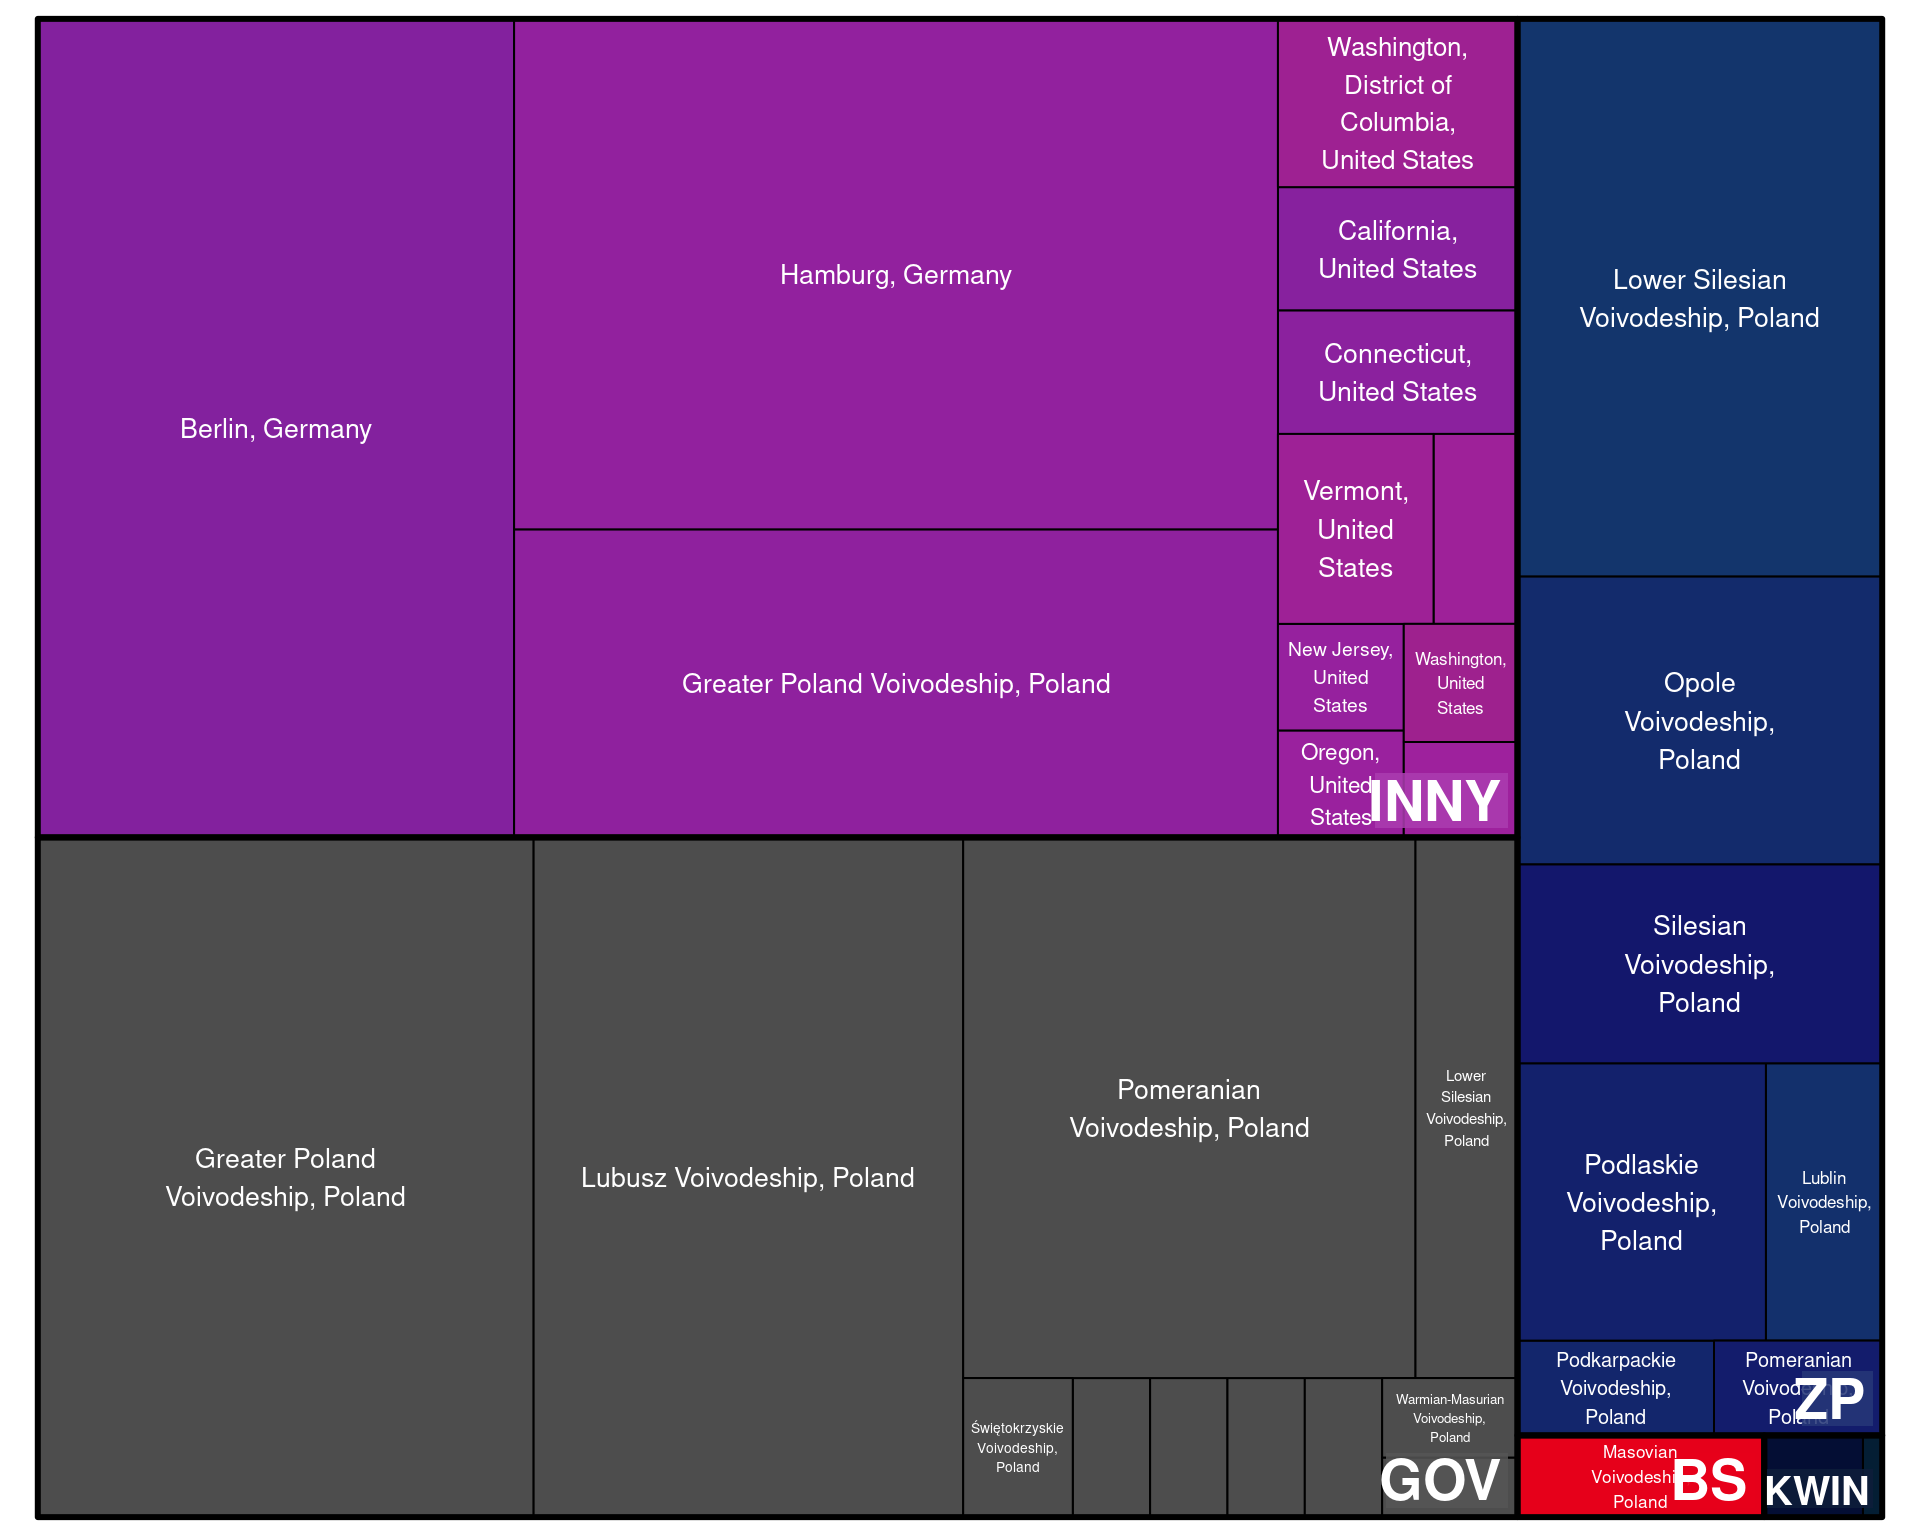 Berlin, Germany
Hamburg, Germany
Greater Poland Voivodeship, Poland
Washington,
District of
Columbia,
United States
California,
United States
Connecticut,
United States
Vermont,
United
States
New Jersey,
United
States
Washington,
United
States
Oregon,
United
States
INNY
Greater Poland
Voivodeship, Poland
Lubusz Voivodeship, Poland
Pomeranian
Voivodeship, Poland
Lower
Silesian
Voivodeship,
Poland
Świętokrzyskie
Voivodeship,
Poland
Warmian-Masurian
Voivodeship,
Poland
GOV
Lower Silesian
Voivodeship, Poland
Opole
Voivodeship,
Poland
Silesian
Voivodeship,
Poland
Podlaskie
Voivodeship,
Poland
Lublin
Voivodeship,
Poland
Podkarpackie
Voivodeship,
Poland
Pomeranian
Voivodeship,
Poland
ZP
Masovian
Voivodeship,
Poland
BS
KWIN